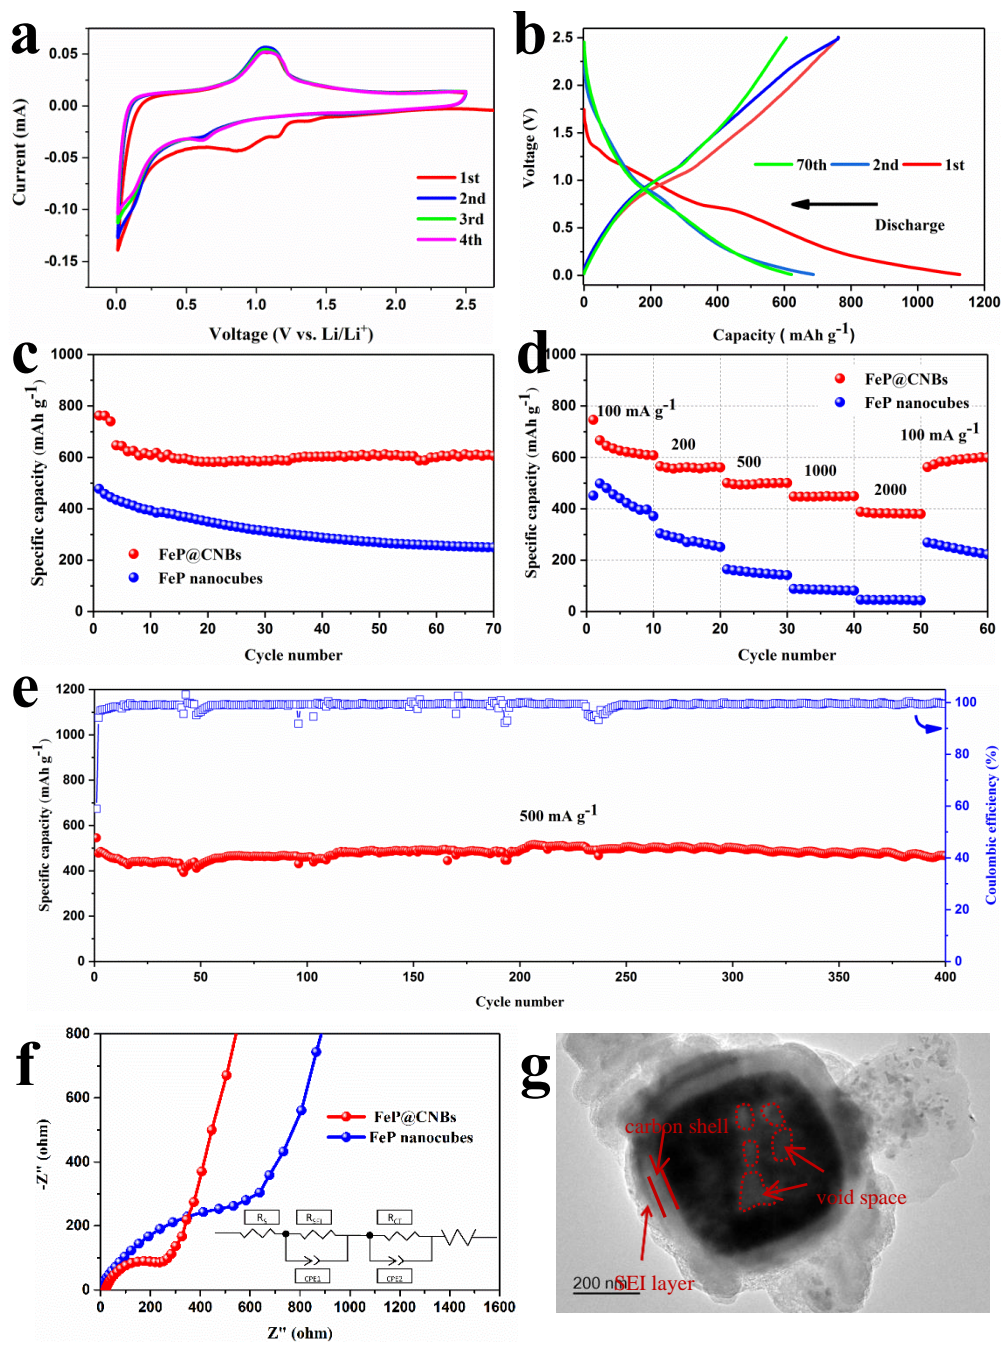 a
0.05
0.00
-0.05
-0.10
-0.15
Current (mA)
1st
2nd
3rd
4th
0.0 0.5 1.0 1.5 2.0 2.5
Voltage (V vs. Li/Li+)
b
2.5
2.0
1.5
1.0
0.5
0.0
Voltage (V)
70th 2nd 1st
Discharge
0 200 400 600 800 1000 1200
Capacity ( mAh g-1)
c
1000
800
600
400
200
0
Specific capacity (mAh g-1)
FeP@CNBs
FeP nanocubes
0 10 20 30 40 50 60 70
Cycle number
d
1000
800
600
400
200
0
Specific capacity (mAh g-1)
FeP@CNBs
FeP nanocubes
100 mA g-1
200
500
1000
2000
100 mA g-1
0 10 20 30 40 50 60
Cycle number
e
1200
1000
800
600
400
200
0
Specific capacity (mAh g-1)
500 mA g-1
100
80
60
40
20
0
Coulombic efficiency (%)
0 50 100 150 200 250 300 350 400
Cycle number
f
800
600
400
200
0
-Z'' (ohm)
FeP@CNBs
FeP nanocubes
RS RSEI RCT
CPE1 CPE2
0 200 400 600 800 1000 1200 1400 1600
Z'' (ohm)
g
carbon shell
void space
SEI layer
200 nm